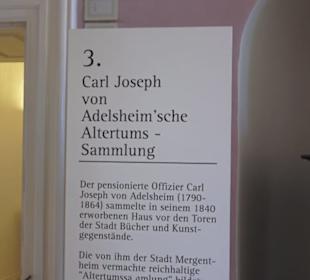 3.
Carl Joseph
von
Adelsheim'sche
Altertums -
Sammlung
Der pensionierte Offizier Carl
Joseph von Adelsheim (1790-
1864) sammelte in seinem 1840
erworbenen Haus vor den Toren
der Stadt Bücher und Kunst-
gegenstände.
Die von ihm der Stadt Mergent-
heim vermachte reichhaltige